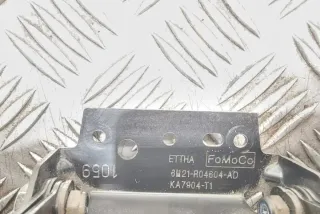 ETTHA FoMoCo
6M21-R04604-AD
KA7904-T1
1059